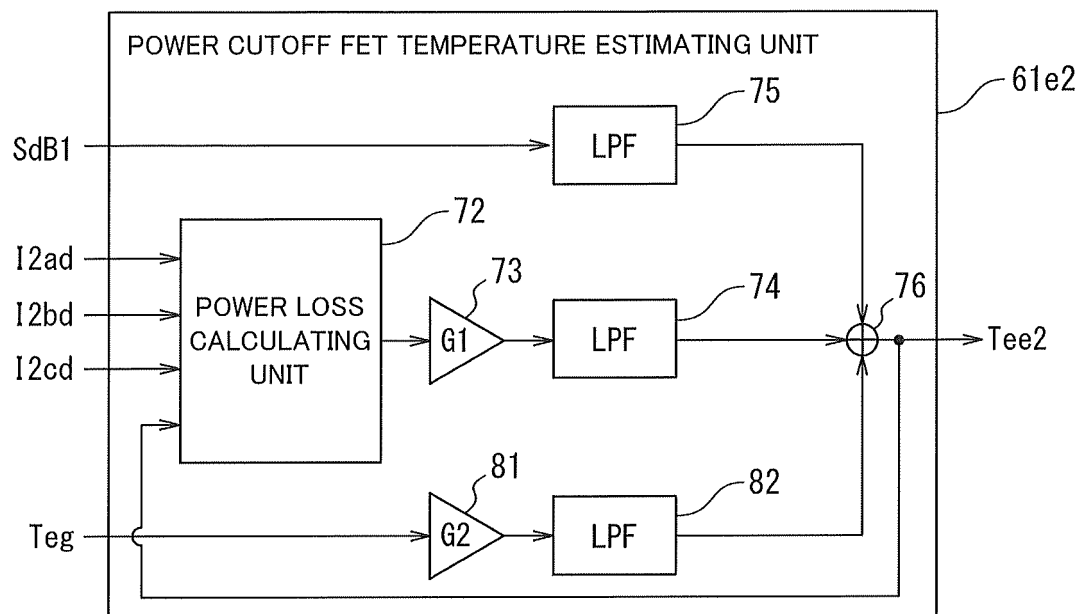 POWER CUTOFF FET TEMPERATURE ESTIMATING UNIT
61e2
75
SdB1
LPF
72
I2ad
I2bd
I2cd
POWER LOSS
CALCULATING
UNIT
73
G1
74
LPF
76
Tee2
81
82
Teg
G2
LPF